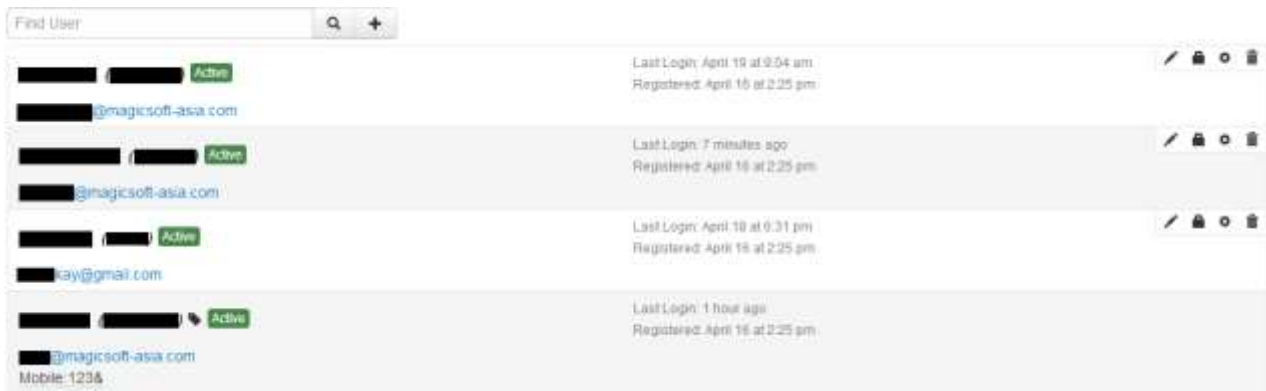 Find User
( ) Active
Last Login: April 19 at 9:04 am
Registered: April 16 at 2:25 pm
@magicsoft-asia.com
( ) Active
Last Login: 7 minutes ago
Registered: April 16 at 2:25 pm
@magicsoft-asia.com
( ) Active
Last Login: April 18 at 6:31 pm
Registered: April 16 at 2:25 pm
kay@gmail.com
( ) Active
Last Login: 1 hour ago
Registered: April 16 at 2:25 pm
@magicsoft-asia.com
Mobile: 123&